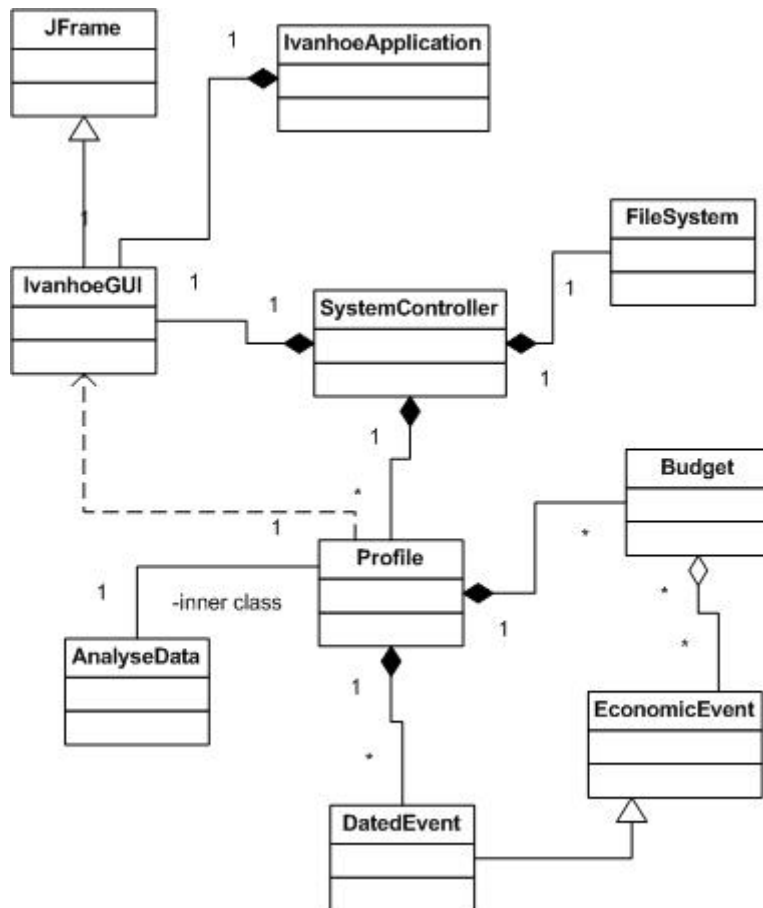 JFrame
1
IvanhoeApplication
1
FileSystem
IvanhoeGUI
1
1
SystemController
1
1
1
*
1
Budget
*
Profile
1
*
*
1
-inner class
AnalyseData
1
EconomicEvent
*
DatedEvent